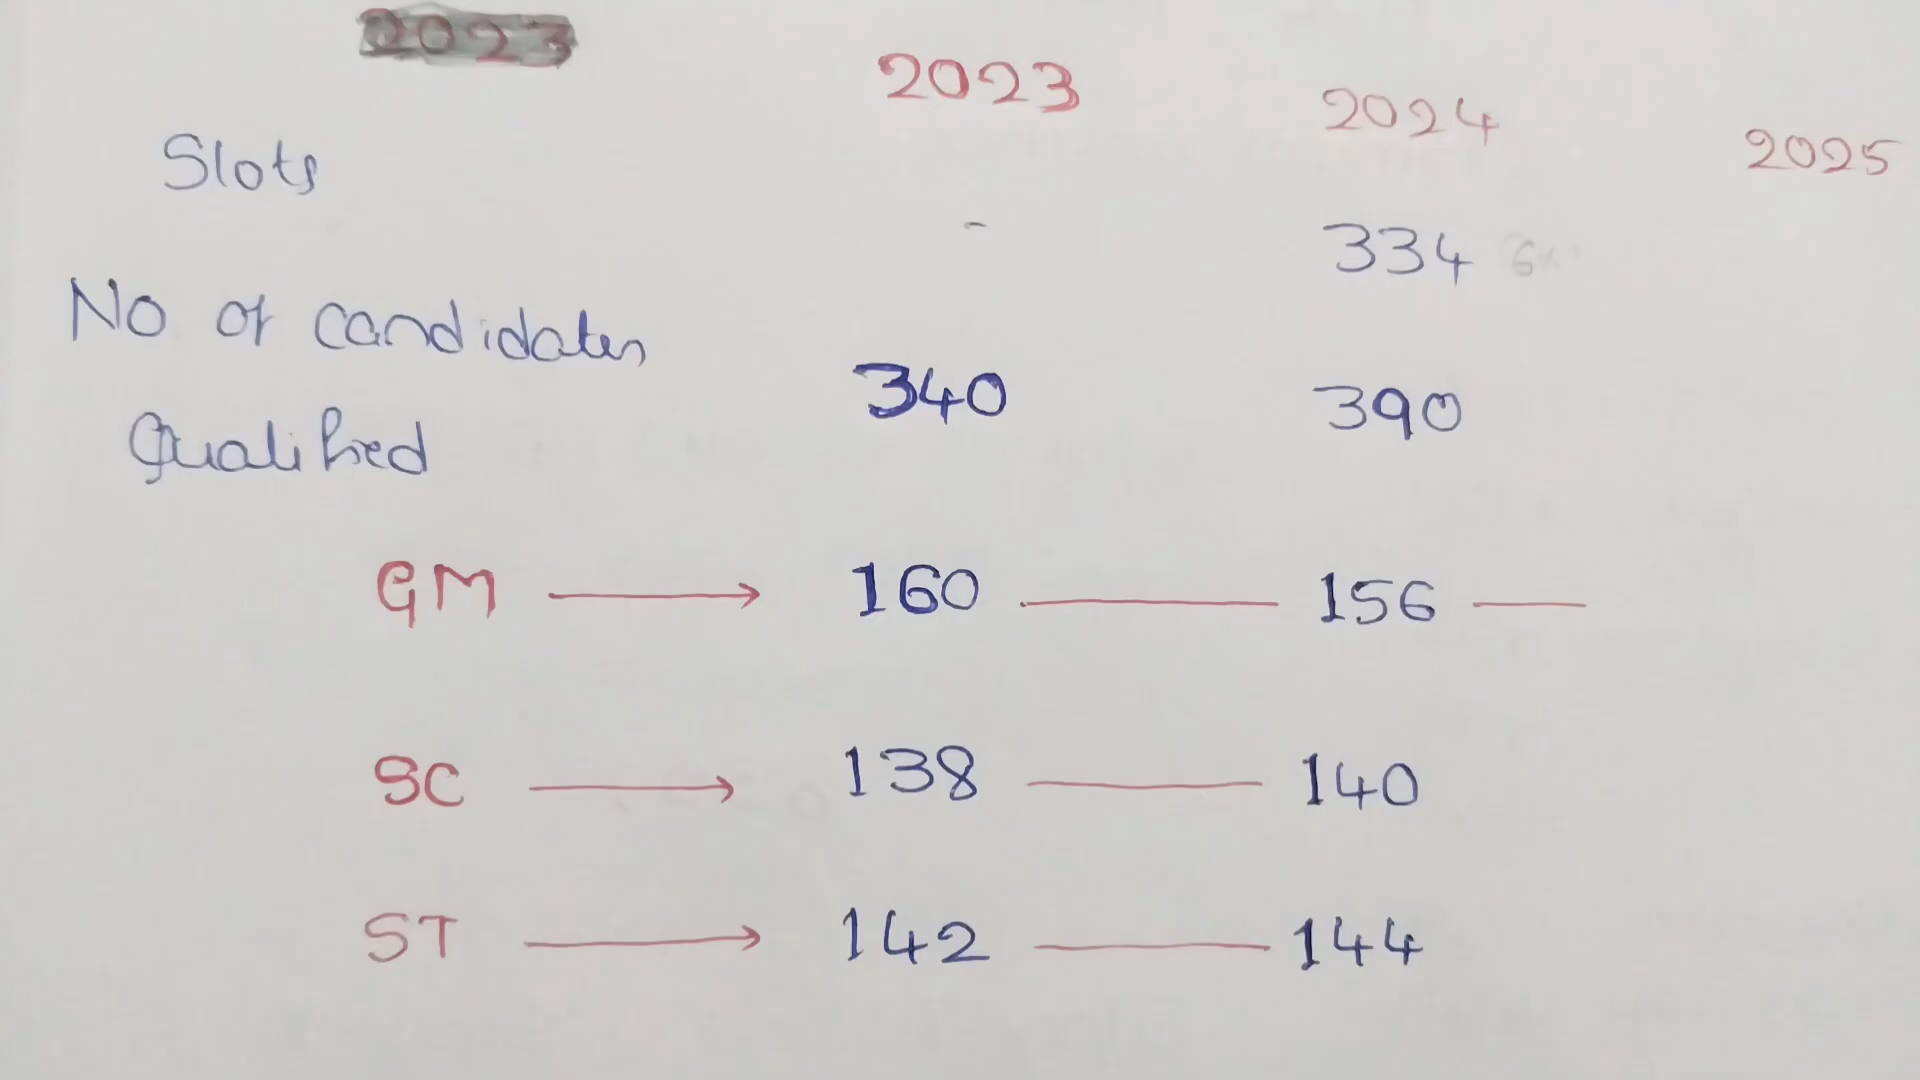 2023
2023 2024 2025
Slots - 334
No of candidates
Qualified 340 390
GM → 160 — 156 —
SC → 138 — 140
ST → 142 — 144